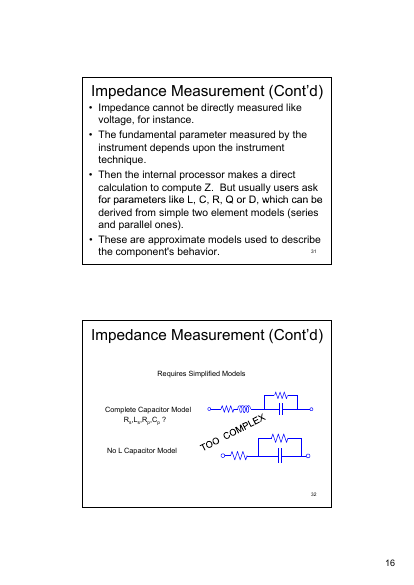 Impedance Measurement (Cont'd)
• Impedance cannot be directly measured like
voltage, for instance.
• The fundamental parameter measured by the
instrument depends upon the instrument
technique.
• Then the internal processor makes a direct
calculation to compute Z.  But usually users ask
for parameters like L, C, R, Q or D, which can be
derived from simple two element models (series
and parallel ones).
• These are approximate models used to describe
the component's behavior.
31
Impedance Measurement (Cont'd)
Requires Simplified Models
Complete Capacitor Model
Rs,Ls,Rp,Cp ?
TOO COMPLEX
No L Capacitor Model
32
16